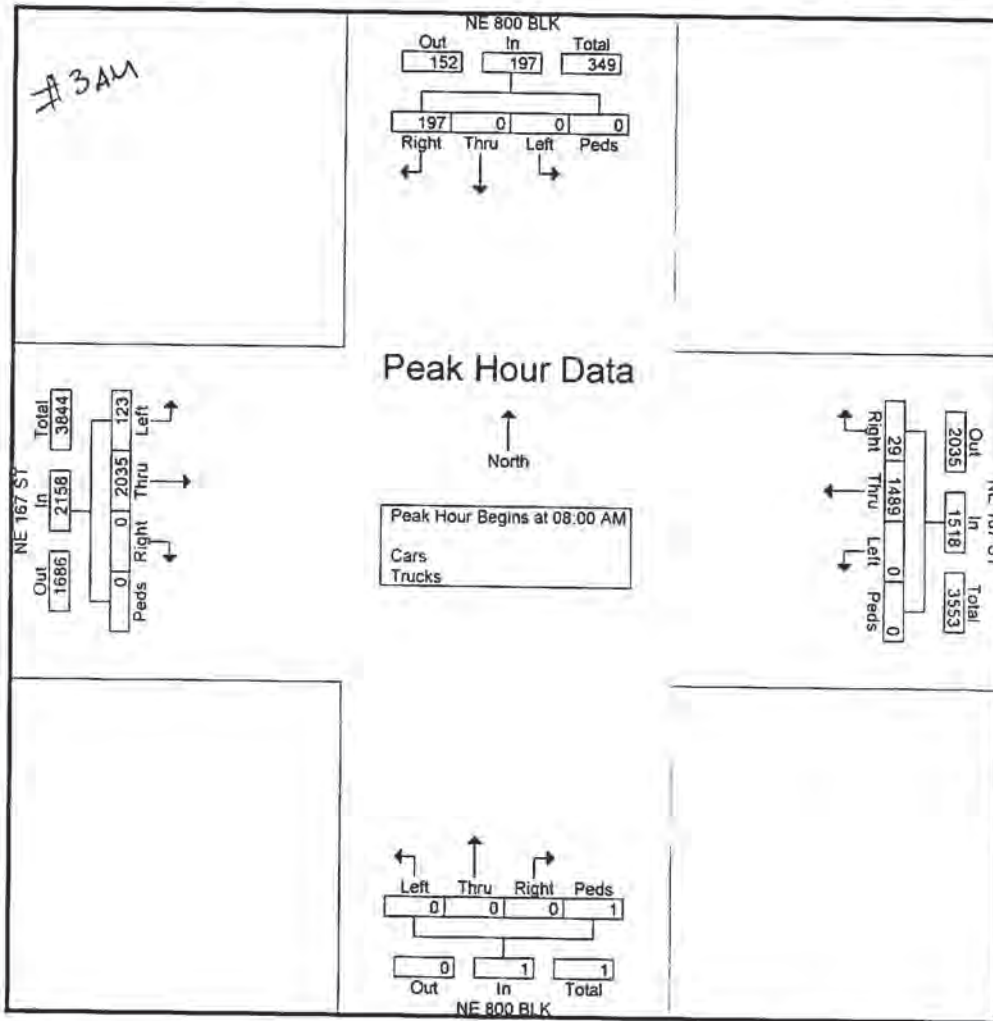 NE 800 BLK
Out In Total
152 197 349
197 0 0 0
Right Thru Left Peds
#3AM
Peak Hour Data
North
Peak Hour Begins at 08:00 AM
Cars
Trucks
NE 167 ST
Total In Out
3844 2158 1686
123 2035 0 0
Left Thru Right Peds
Right Thru Left Peds
29 1489 0 0
2035 1518 3553
Out In Total
Left Thru Right Peds
0 0 0 1
0 1 1
Out In Total
NE 800 BLK